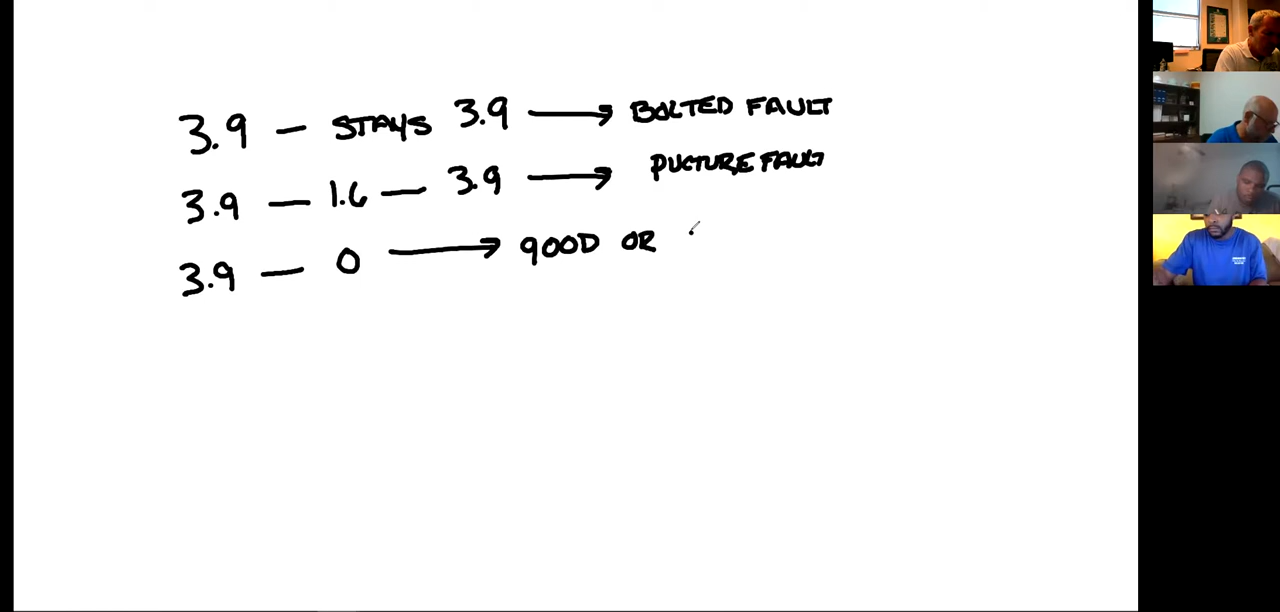 3.9 — STAYS 3.9 → BOLTED FAULT
3.9 — 1.6 — 3.9 → PUCTURE FAULT
3.9 — 0 → GOOD OR